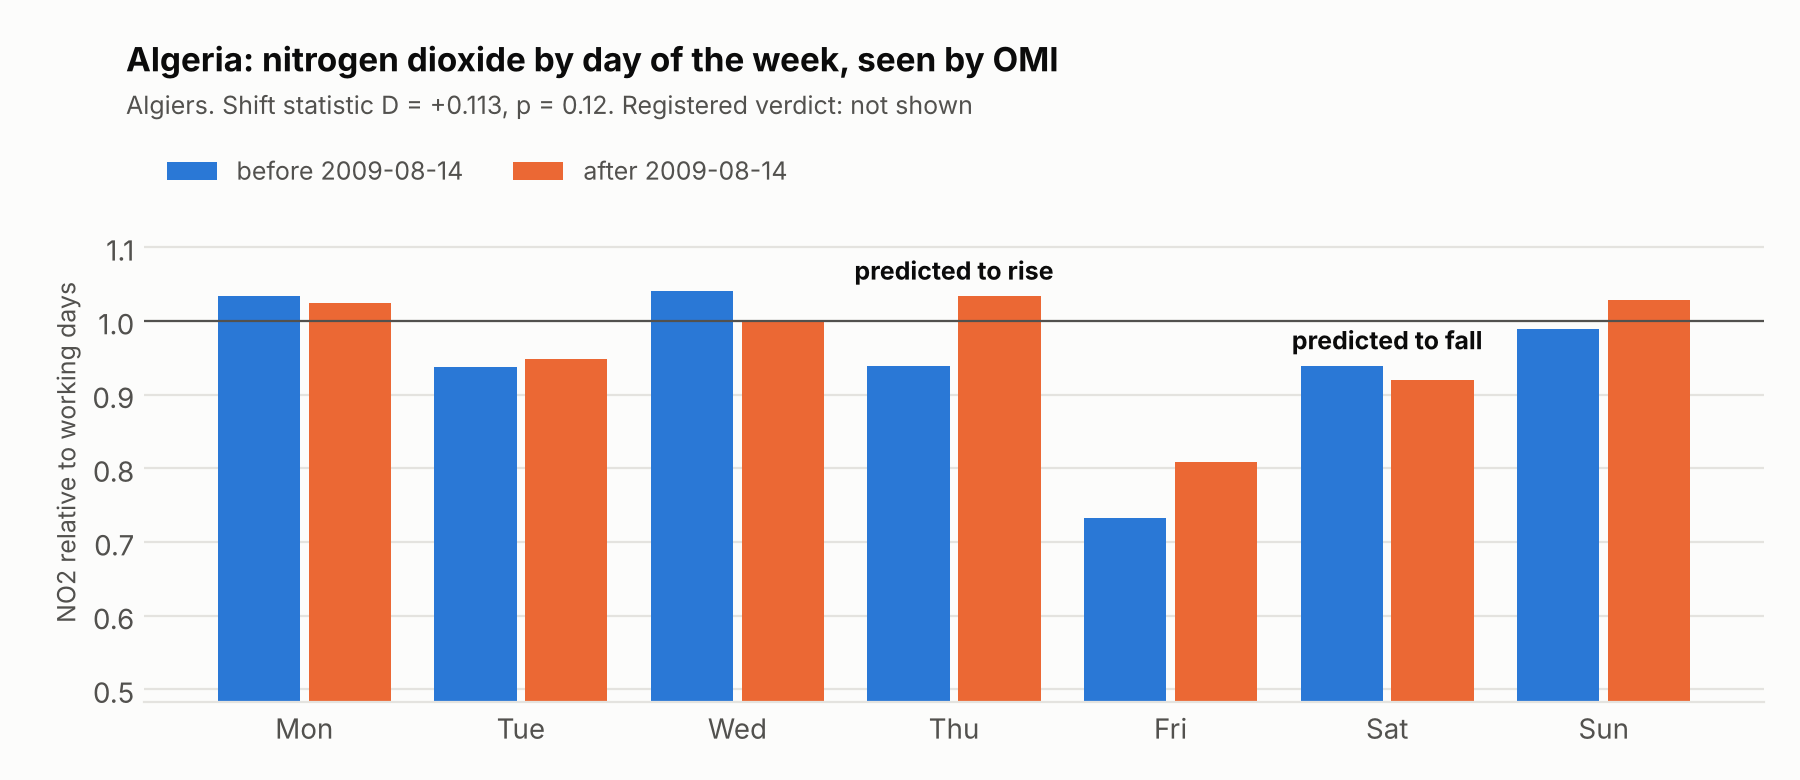 Algeria: nitrogen dioxide by day of the week, seen by OMI
Algiers. Shift statistic D = +0.113, p = 0.12. Registered verdict: not shown
before 2009-08-14
after 2009-08-14
NO2 relative to working days
1.1
1.0
0.9
0.8
0.7
0.6
0.5
predicted to rise
predicted to fall
Mon
Tue
Wed
Thu
Fri
Sat
Sun